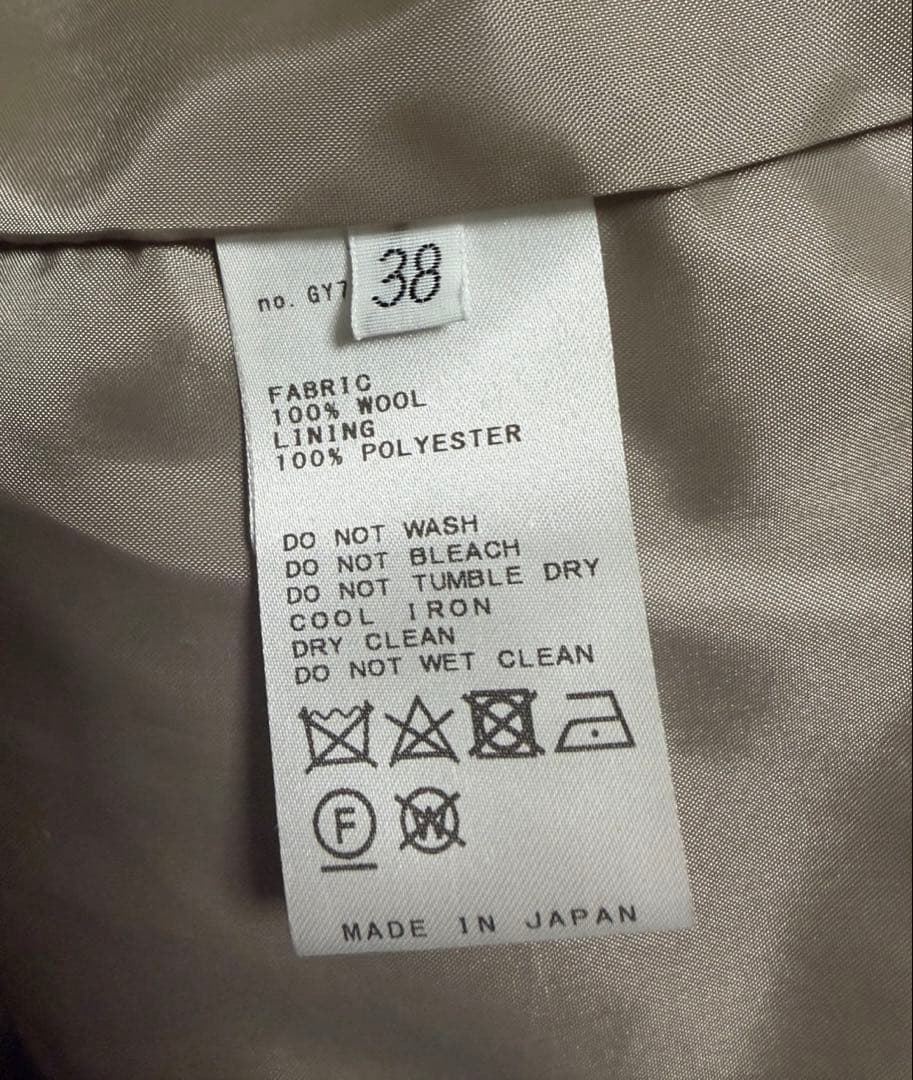 38
no. GY7
FABRIC
100% WOOL
LINING
100% POLYESTER
DO NOT WASH
DO NOT BLEACH
DO NOT TUMBLE DRY
COOL IRON
DRY CLEAN
DO NOT WET CLEAN
F W
MADE IN JAPAN